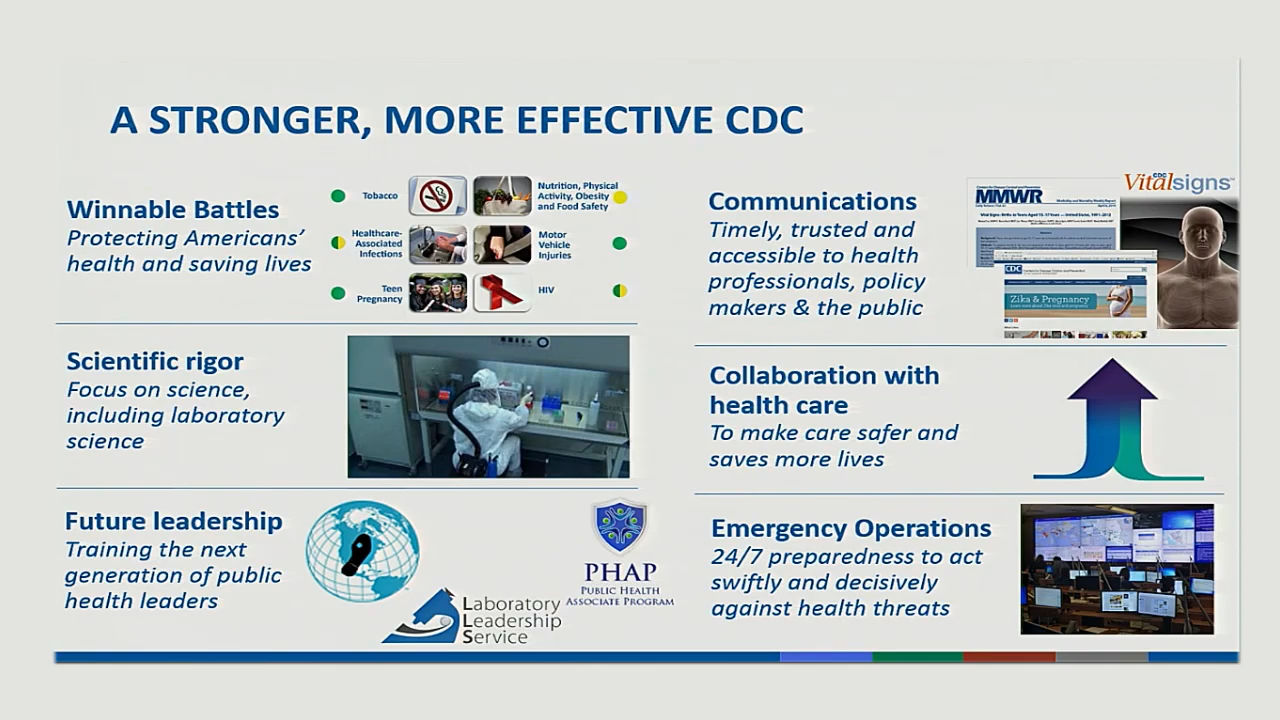 A STRONGER, MORE EFFECTIVE CDC
Winnable Battles
Protecting Americans’
health and saving lives
Tobacco
Nutrition, Physical
Activity, Obesity
and Food Safety
Healthcare-
Associated
Infections
Motor
Vehicle
Injuries
Teen
Pregnancy
HIV
Scientific rigor
Focus on science,
including laboratory
science
Future leadership
Training the next
generation of public
health leaders
Laboratory
Leadership
Service
PHAP
PUBLIC HEALTH
ASSOCIATE PROGRAM
Communications
Timely, trusted and
accessible to health
professionals, policy
makers & the public
MMWR
CDC
Vitalsigns™
CDC
Zika & Pregnancy
Collaboration with
health care
To make care safer and
saves more lives
Emergency Operations
24/7 preparedness to act
swiftly and decisively
against health threats